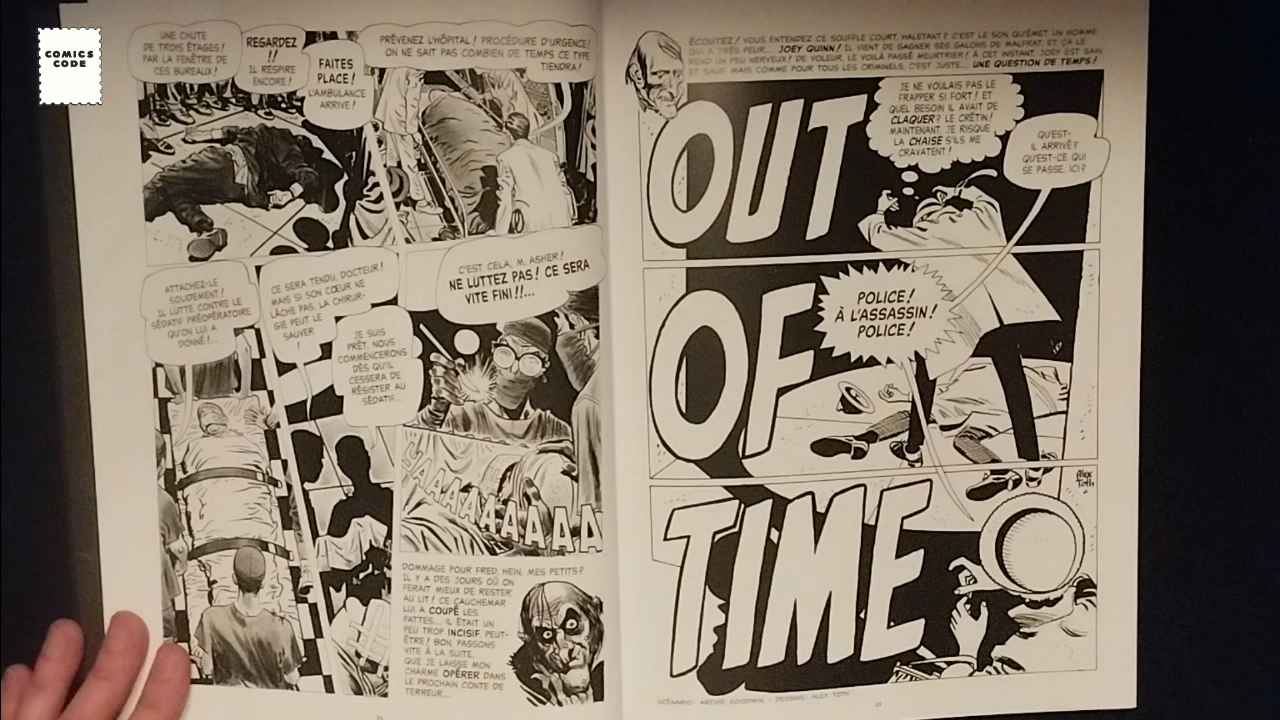 COMICS
CODE
UNE CHUTE
DE TROIS ÉTAGES !
PAR LA FENÊTRE DE
CES BUREAUX !
REGARDEZ
!!
IL RESPIRE
ENCORE !
FAITES
PLACE !
L'AMBULANCE
ARRIVE !
PRÉVENEZ L'HÔPITAL ! PROCÉDURE D'URGENCE !
ON NE SAIT PAS COMBIEN DE TEMPS CE TYPE
TIENDRA !
ATTACHEZ-LE
SOLIDEMENT !
IL LUTTE CONTRE LE
SÉDATIF PRÉOPÉRATOIRE
QU'ON LUI A
DONNÉ !...
CE SERA TENDU, DOCTEUR !
MAIS SI SON CŒUR NE
LÂCHE PAS, LA CHIRUR-
GIE PEUT LE
SAUVER
!
JE SUIS
PRÊT. NOUS
COMMENCERONS
DÈS QU'IL
CESSERA DE
RÉSISTER AU
SÉDATIF...
C'EST CELA, M. ASHER !
NE LUTTEZ PAS ! CE SERA
VITE FINI !!...
YAAAAAAAAAA
DOMMAGE POUR FRED, HEIN, MES PETITS ?
IL Y A DES JOURS OÙ ON
FERAIT MIEUX DE RESTER
AU LIT ! CE CAUCHEMAR
LUI A COUPÉ LES
PATTES... IL ÉTAIT UN
PEU TROP INCISIF, PEUT-
ÊTRE ! BON, PASSONS
VITE À LA SUITE,
QUE JE LAISSE MON
CHARME OPÉRER DANS
LE PROCHAIN CONTE DE
TERREUR...
ÉCOUTEZ ! VOUS ENTENDEZ CE SOUFFLE COURT, HALETANT ? C'EST LE SON QU'ÉMET UN HOMME
QUI A TRÈS PEUR... JOEY QUINN ! IL VIENT DE GAGNER SES GALONS DE MALFRAT, ET ÇA LE
REND UN PEU NERVEUX ! DE VOLEUR, LE VOILÀ PASSÉ MEURTRIER ! À CET INSTANT, JOEY EST SAIN
ET SAUF, MAIS COMME POUR TOUS LES CRIMINELS, C'EST JUSTE... UNE QUESTION DE TEMPS !
JE NE VOULAIS PAS LE
FRAPPER SI FORT ! ET
QUEL BESOIN IL AVAIT DE
CLAQUER ? LE CRÉTIN !
MAINTENANT, JE RISQUE
LA CHAISE S'ILS ME
CRAVATENT !
QU'EST-
IL ARRIVÉ ?
QU'EST-CE QUI
SE PASSE, ICI ?
OUT
OF
POLICE !
À L'ASSASSIN !
POLICE !
Alex
Toth
TIME
SCÉNARIO : ARCHIE GOODWIN - DESSINS : ALEX TOTH